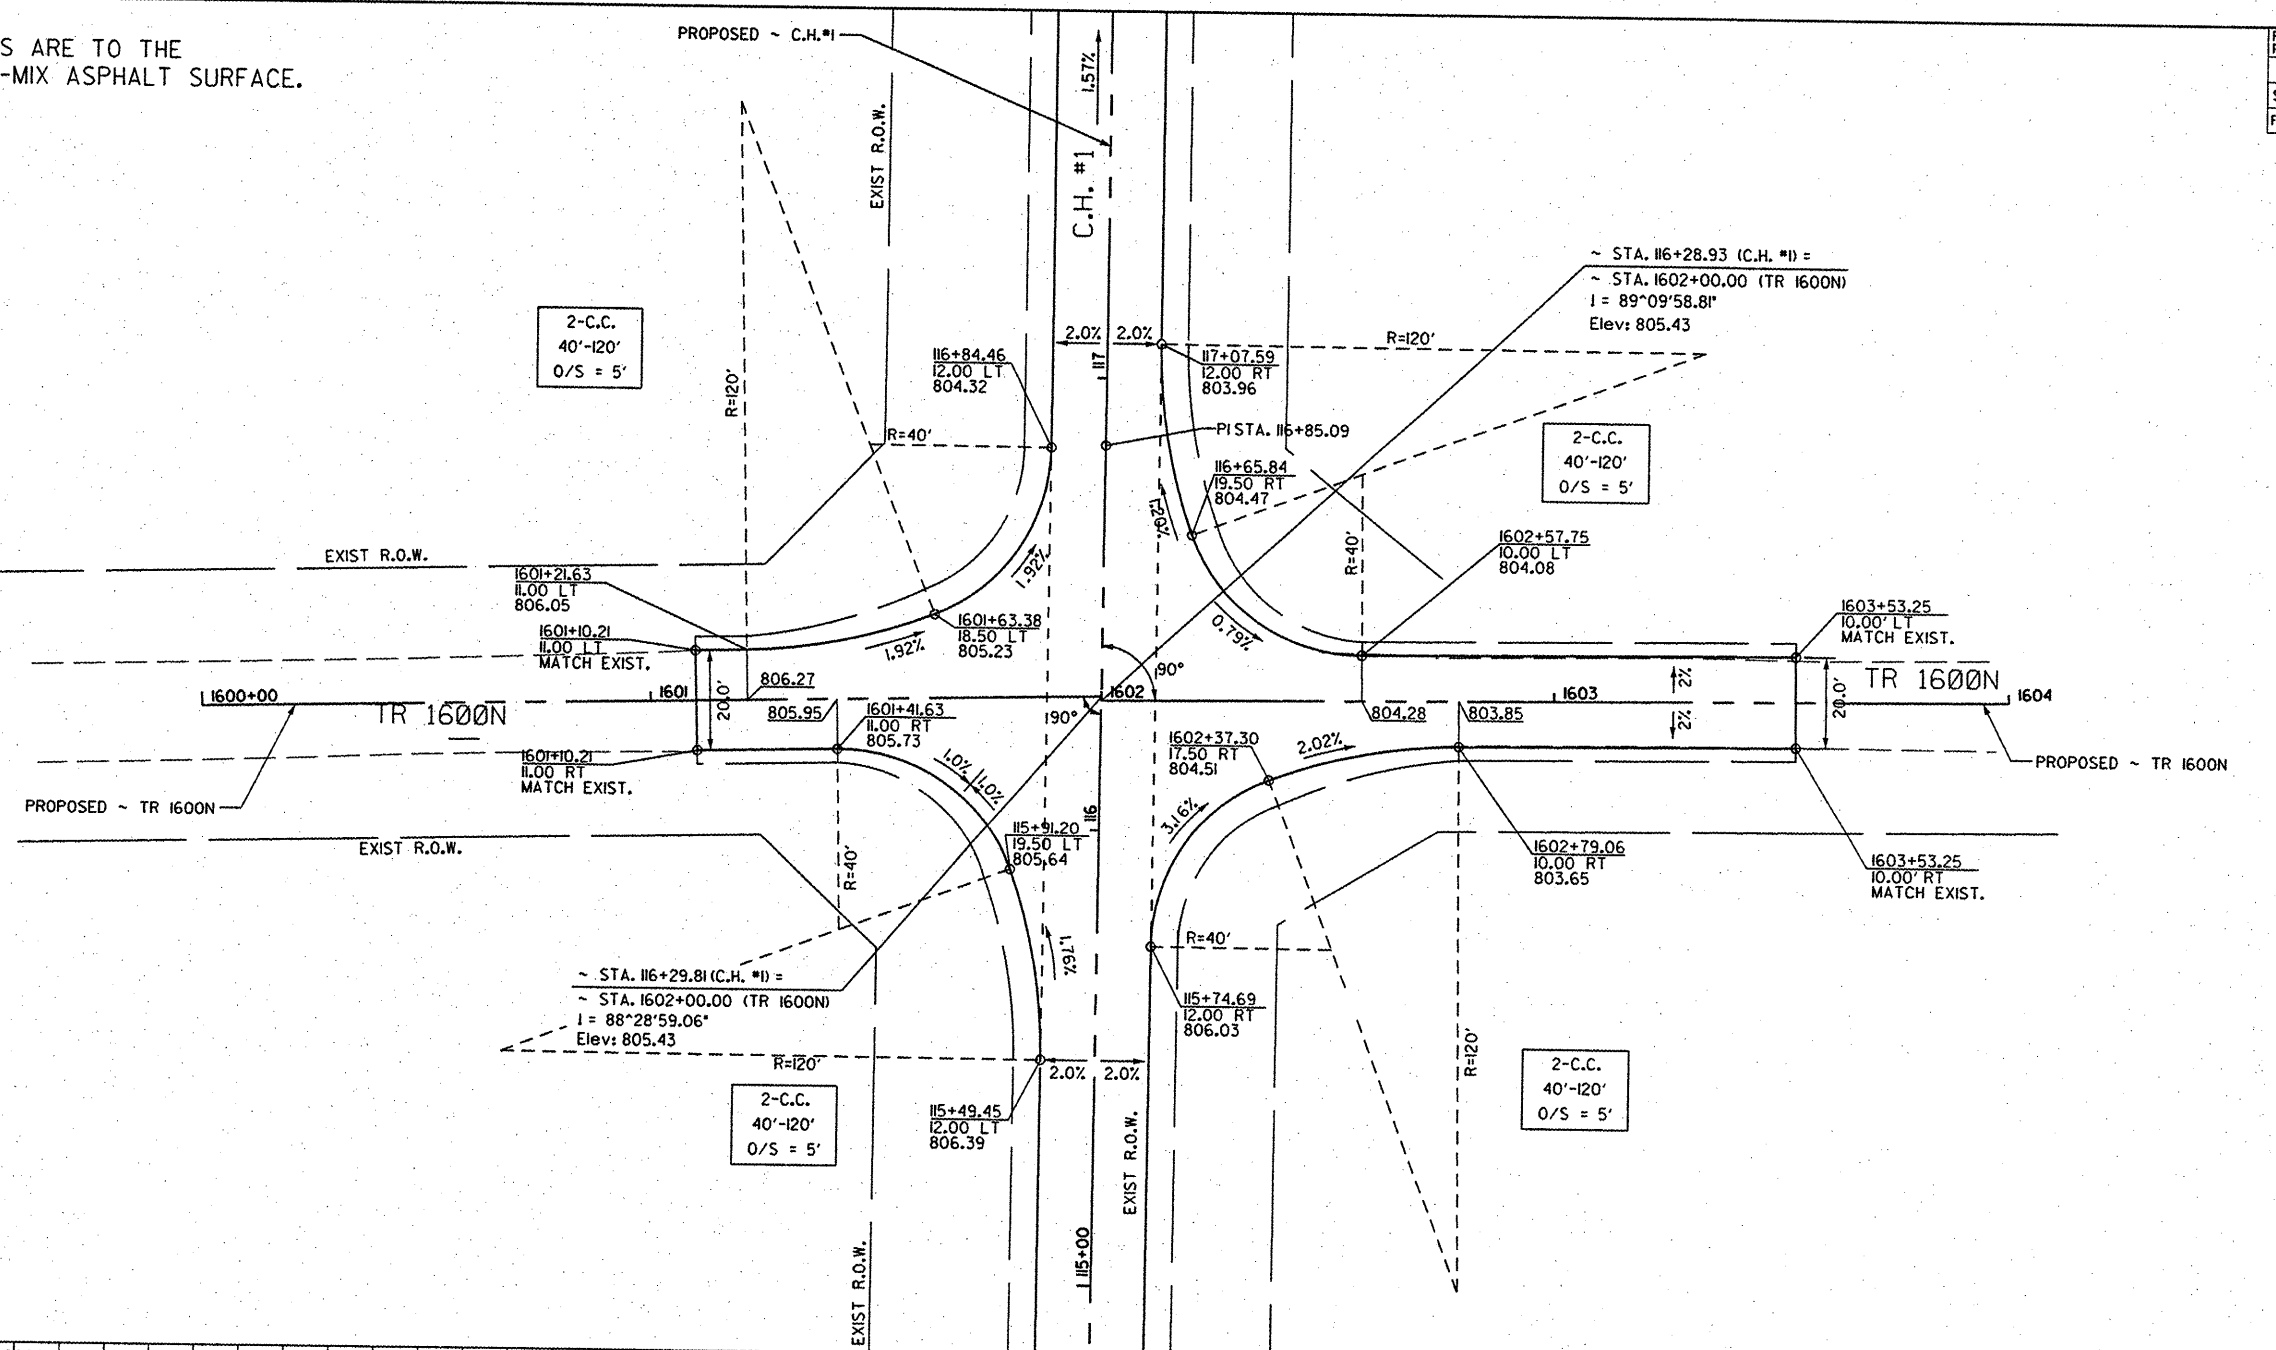 S ARE TO THE
-MIX ASPHALT SURFACE.
PROPOSED ~ C.H.#1
1.57%
EXIST R.O.W.
C.H. #1
~ STA. 116+28.93 (C.H. #1) =
~ STA. 1602+00.00 (TR 1600N)
I = 89^09'58.81"
Elev: 805.43
2-C.C.
40'-120'
O/S = 5'
R=120'
116+84.46
12.00 LT
804.32
2.0%
2.0%
117
117+07.59
12.00 RT
803.96
R=120'
R=40'
PI STA. 116+85.09
2-C.C.
40'-120'
O/S = 5'
116+65.84
19.50 RT
804.47
1.20%
R=40'
1602+57.75
10.00 LT
804.08
EXIST R.O.W.
1601+21.63
11.00 LT
806.05
1.92%
1601+10.21
11.00 LT
MATCH EXIST.
1.92%
1601+63.38
18.50 LT
805.23
0.79%
1603+53.25
10.00' LT
MATCH EXIST.
90°
806.27
1600+00
1601
1602
1603
1604
TR 1600N
20.0'
2%
2%
20.0'
TR 1600N
805.95
1601+41.63
11.00 RT
805.73
90°
804.28
803.85
1602+37.30
17.50 RT
804.51
2.02%
1601+10.21
11.00 RT
MATCH EXIST.
1.0%
1.0%
PROPOSED ~ TR 1600N
PROPOSED ~ TR 1600N
116
3.16%
EXIST R.O.W.
115+91.20
19.50 LT
805.64
R=40'
1602+79.06
10.00 RT
803.65
1603+53.25
10.00' RT
MATCH EXIST.
1.76%
R=40'
~ STA. 116+29.81 (C.H. #1) =
~ STA. 1602+00.00 (TR 1600N)
I = 88^28'59.06"
Elev: 805.43
115+74.69
12.00 RT
806.03
R=120'
R=120'
2.0%
2.0%
2-C.C.
40'-120'
O/S = 5'
115+49.45
12.00 LT
806.39
2-C.C.
40'-120'
O/S = 5'
EXIST R.O.W.
115+00
EXIST R.O.W.